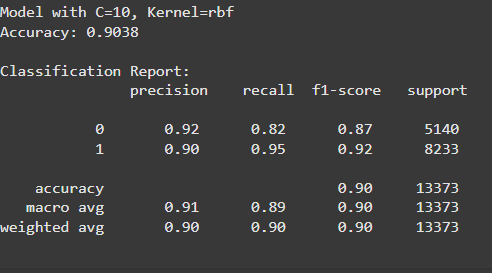 Model with C=10, Kernel=rbf
Accuracy: 0.9038
Classification Report:
precision recall f1-score support
0 0.92 0.82 0.87 5140
1 0.90 0.95 0.92 8233
accuracy 0.90 13373
macro avg 0.91 0.89 0.90 13373
weighted avg 0.90 0.90 0.90 13373